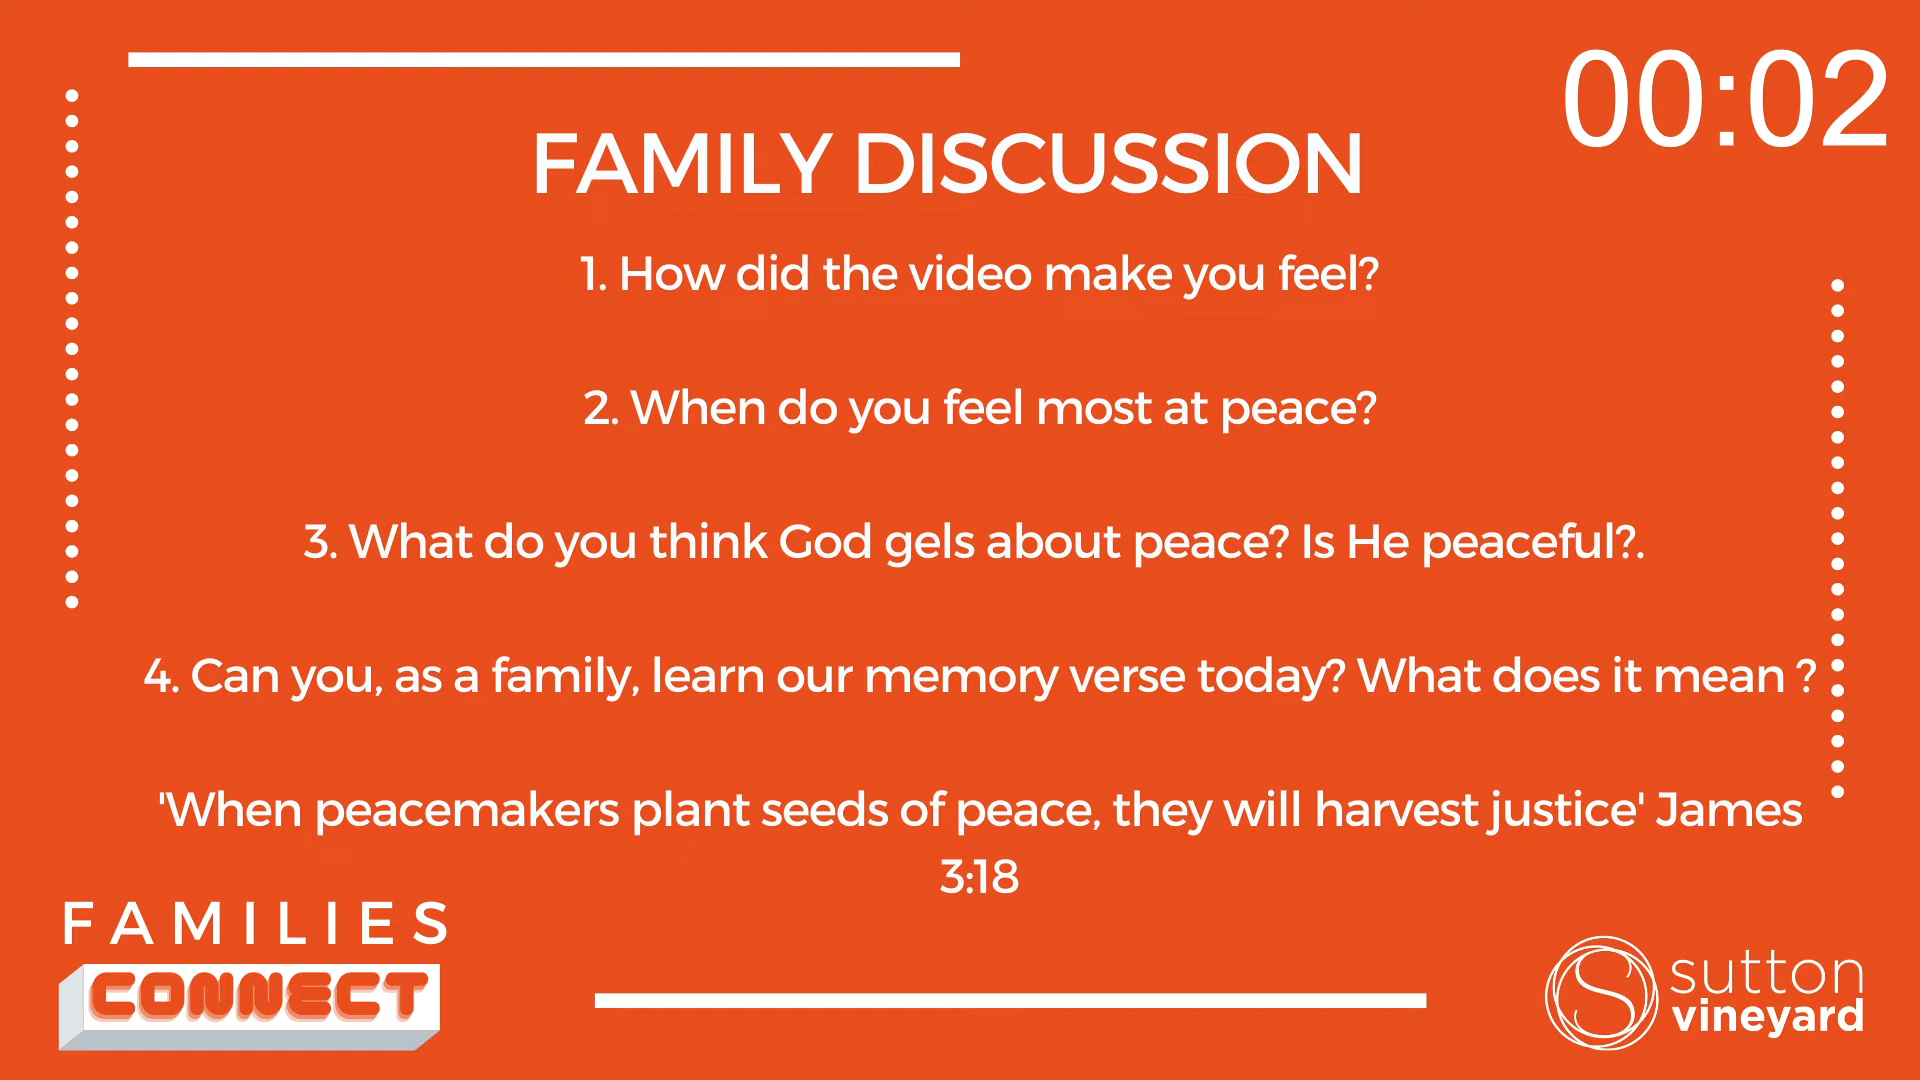 00:02
FAMILY DISCUSSION
1. How did the video make you feel?
2. When do you feel most at peace?
3. What do you think God gels about peace? Is He peaceful?.
4. Can you, as a family, learn our memory verse today? What does it mean ?
'When peacemakers plant seeds of peace, they will harvest justice' James
3:18
FAMILIES
CONNECT
sutton
vineyard